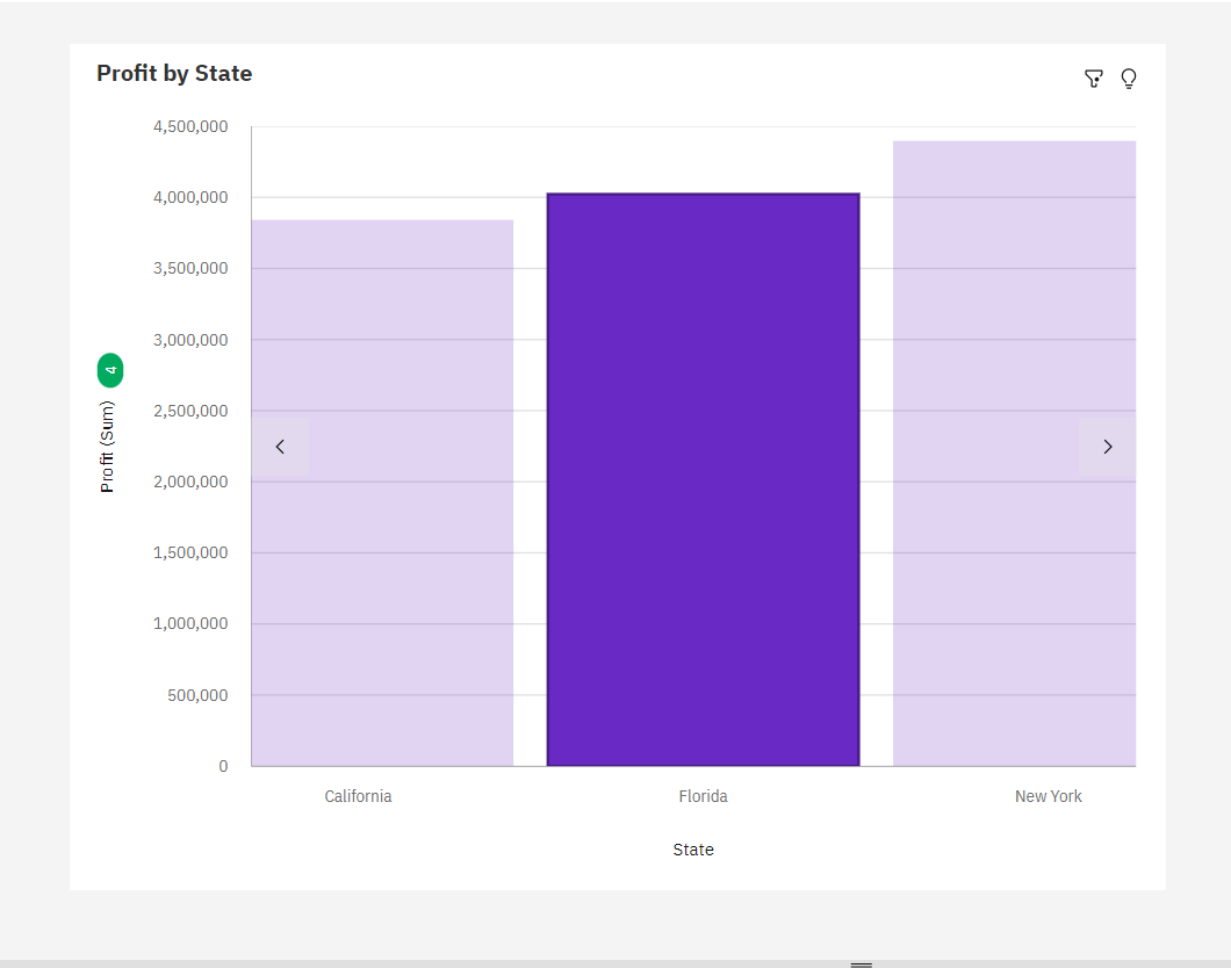 Profit by State
4,500,000
4,000,000
3,500,000
3,000,000
2,500,000
2,000,000
1,500,000
1,000,000
500,000
0
Profit (Sum) 4
California Florida New York
State